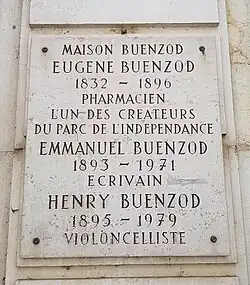 MAISON BUENZOD
EUGENE BUENZOD
1832 - 1896
PHARMACIEN
L'UN DES CREATEURS
DU PARC DE L'INDÉPENDANCE
EMMANUEL BUENZOD
1893 - 1971
ECRIVAIN
HENRY BUENZOD
1895 - 1979
VIOLONCELLISTE